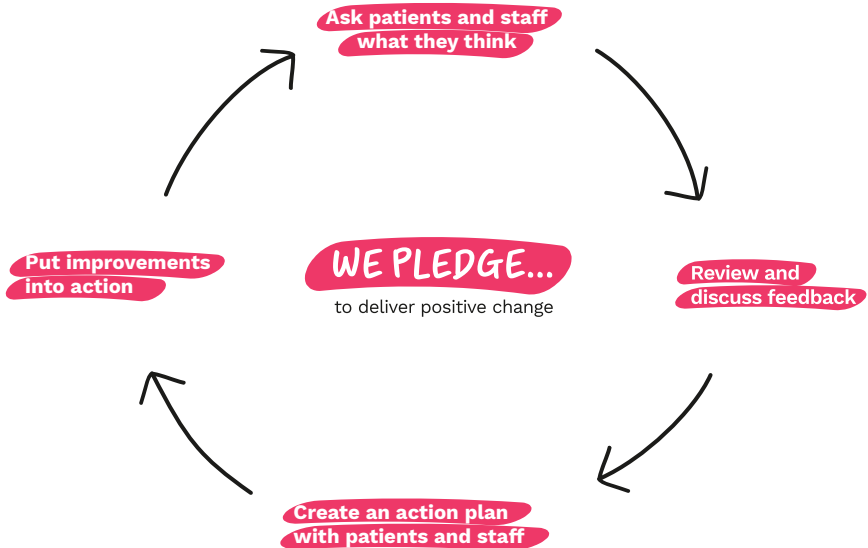 Ask patients and staff
what they think
Put improvements
into action
WE PLEDGE...
to deliver positive change
Review and
discuss feedback
Create an action plan
with patients and staff